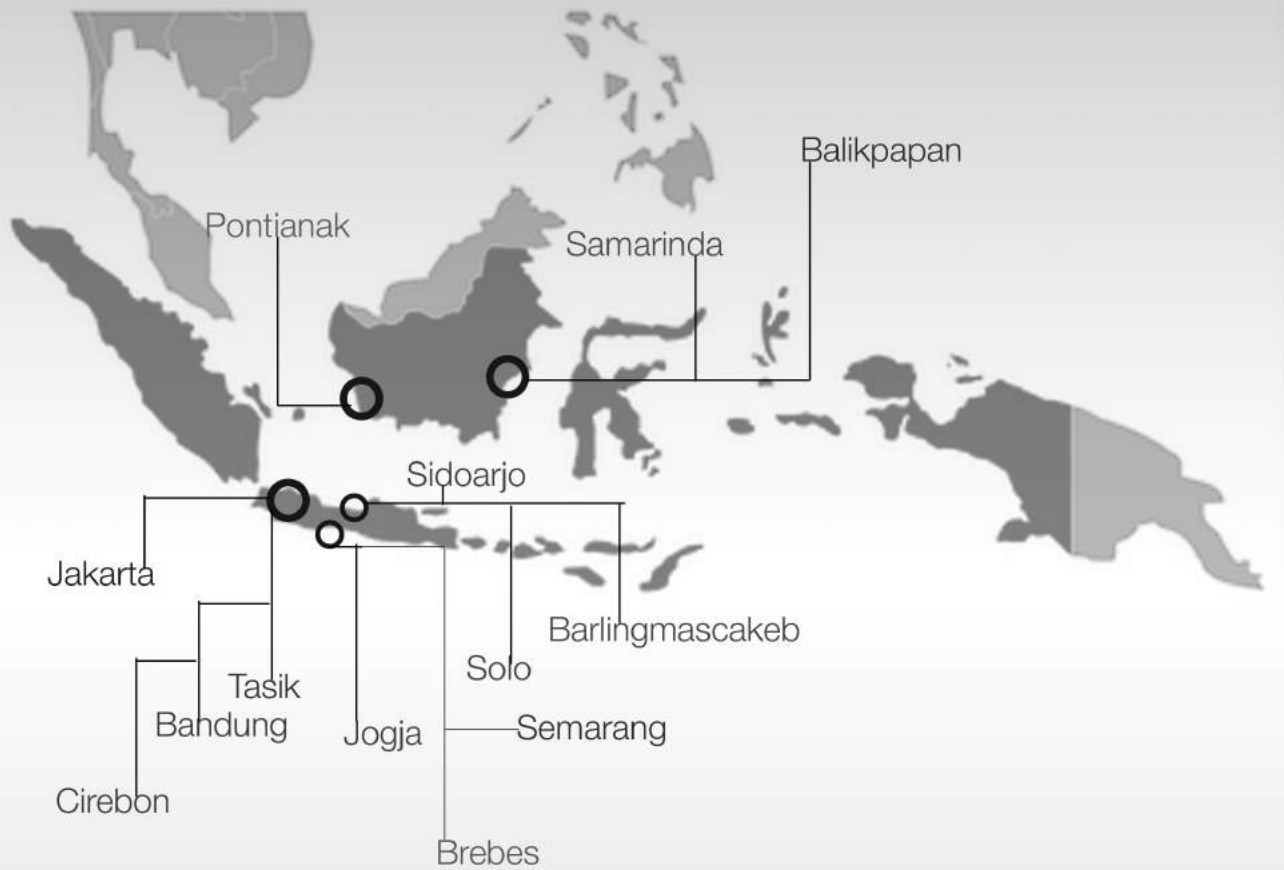 Balikpapan
Pontianak
Samarinda
Sidoarjo
Jakarta
Barlingmascakeb
Solo
Tasik
Bandung
Jogja
Semarang
Cirebon
Brebes